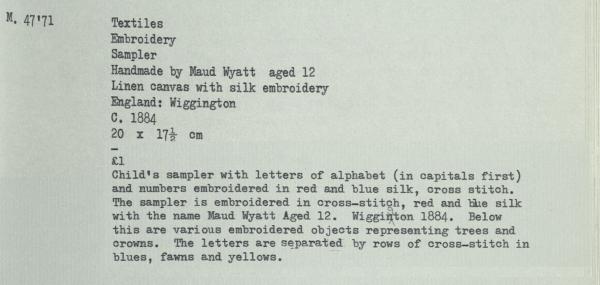 M. 47'71
Textiles
Embroidery
Sampler
Handmade by Maud Wyatt aged 12
Linen canvas with silk embroidery
England: Wiggington
C. 1884
20 x 17½ cm
—
£1
Child's sampler with letters of alphabet (in capitals first)
and numbers embroidered in red and blue silk, cross stitch.
The sampler is embroidered in cross-stitch, red and blue silk
with the name Maud Wyatt Aged 12. Wiggington 1884. Below
this are various embroidered objects representing trees and
crowns. The letters are separated by rows of cross-stitch in
blues, fawns and yellows.